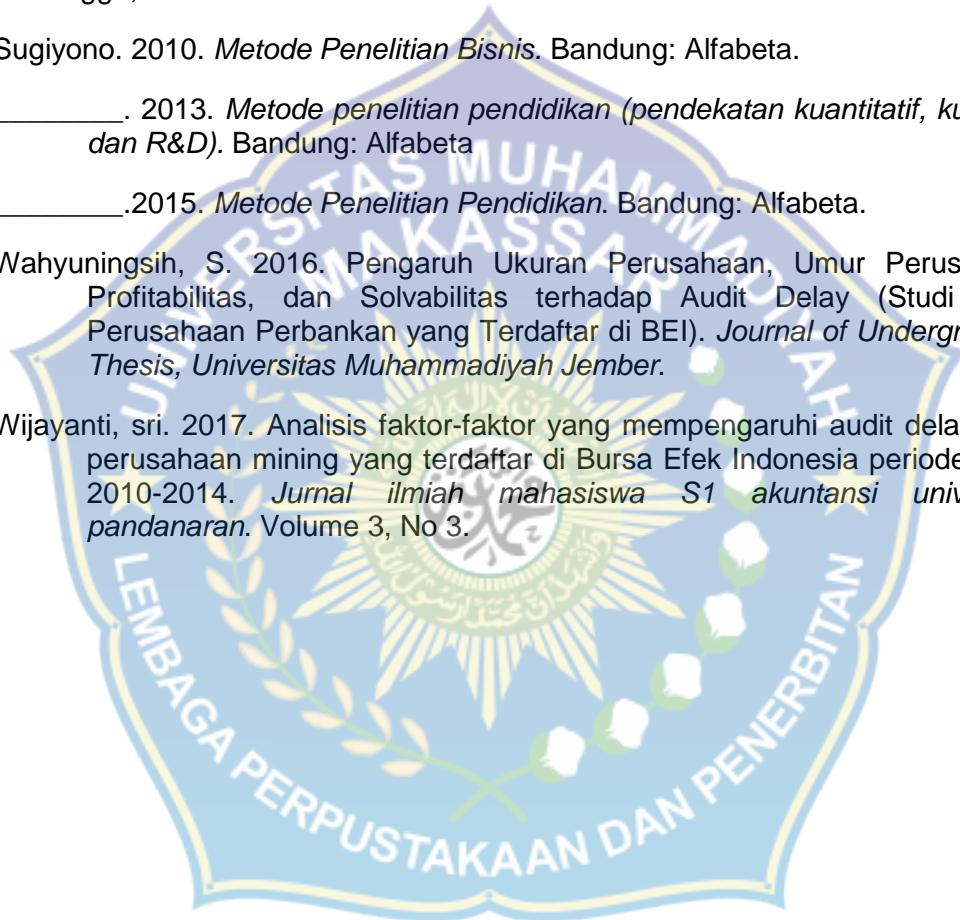 Sugiyono. 2010. Metode Penelitian Bisnis. Bandung: Alfabeta.
________. 2013. Metode penelitian pendidikan (pendekatan kuantitatif,
dan R&D). Bandung: Alfabeta
________.2015. Metode Penelitian Pendidikan. Bandung: Alfabeta.
Wahyuningsih, S. 2016. Pengaruh Ukuran Perusahaan, Umur
Profitabilitas, dan Solvabilitas terhadap Audit Delay (Studi
Perusahaan Perbankan yang Terdaftar di BEI). Journal of
Thesis, Universitas Muhammadiyah Jember.
Wijayanti, sri. 2017. Analisis faktor-faktor yang mempengaruhi audit
perusahaan mining yang terdaftar di Bursa Efek Indonesia periode
2010-2014. Jurnal ilmiah mahasiswa S1 akuntansi
pandanaran. Volume 3, No 3.
UNIVERSITAS MUHAMMADIYAH
MAKASSAR
LEMBAGA PERPUSTAKAAN DAN PENERBITAN